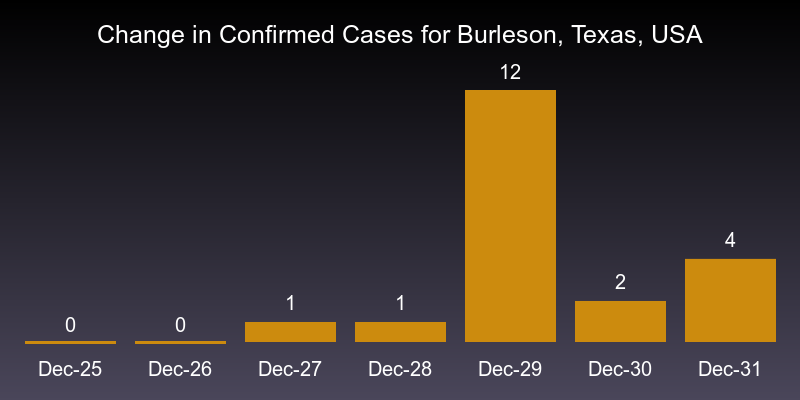 Change in Confirmed Cases for Burleson, Texas, USA
0
0
1
1
12
2
4
Dec-25
Dec-26
Dec-27
Dec-28
Dec-29
Dec-30
Dec-31